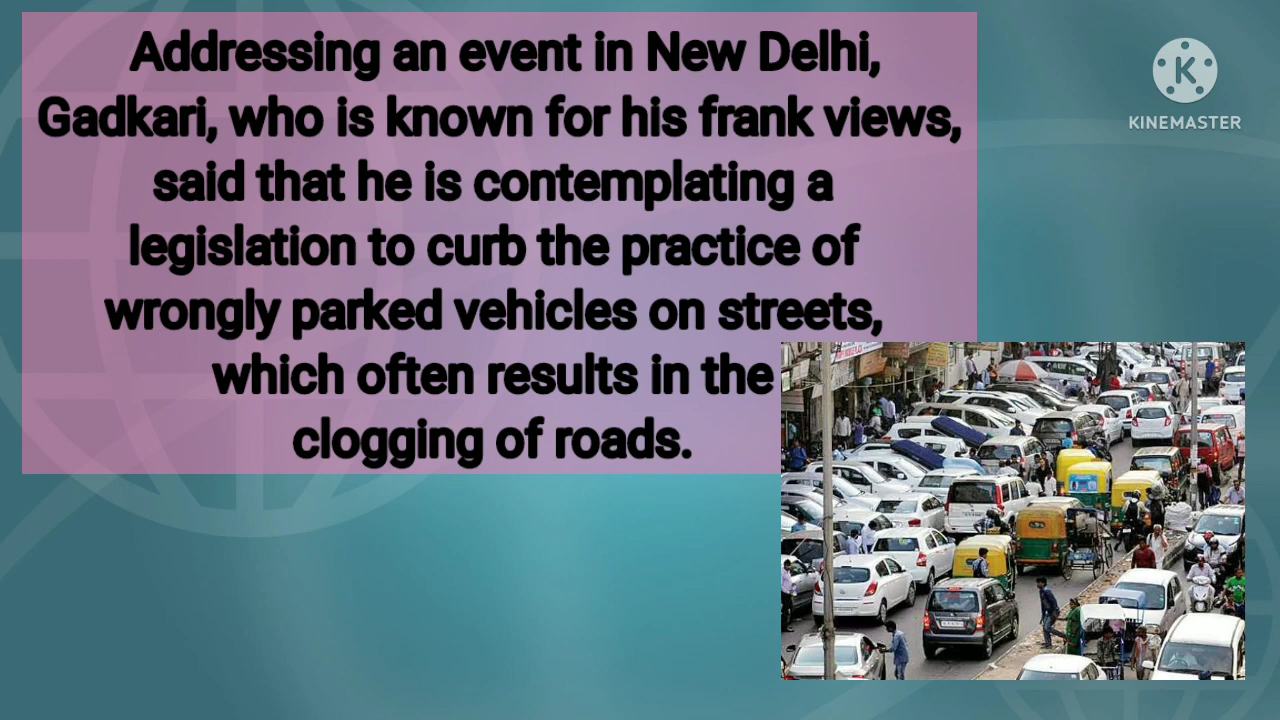 Addressing an event in New Delhi,
Gadkari, who is known for his frank views,
said that he is contemplating a
legislation to curb the practice of
wrongly parked vehicles on streets,
which often results in the
clogging of roads.
K
KINEMASTER